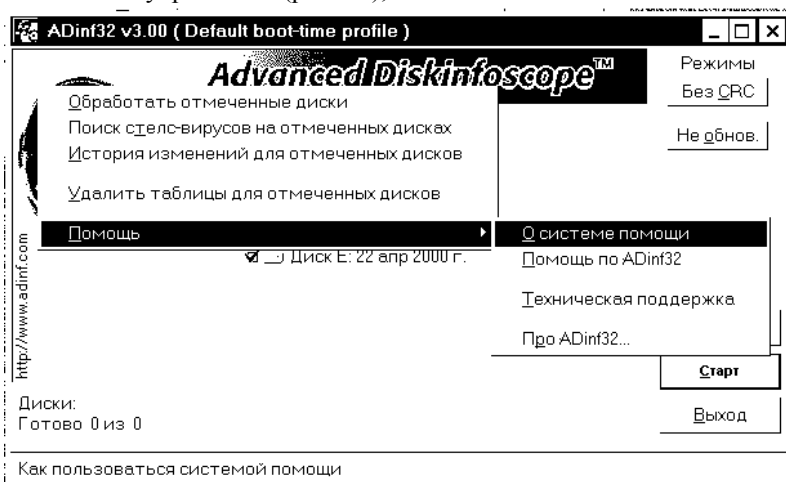 ADinf32 v3.00 ( Default boot-time profile )
Advanced Diskinfoscope™
Режимы
Без CRC
Не обнов.
Обработать отмеченные диски
Поиск стелс-вирусов на отмеченных дисках
История изменений для отмеченных дисков
Удалить таблицы для отмеченных дисков
Помощь
О системе помощи
Помощь по ADinf32
Техническая поддержка
Про ADinf32...
Диск E: 22 апр 2000 г.
http://www.adinf.com
Старт
Диски:
Готово 0 из 0
Выход
Как пользоваться системой помощи